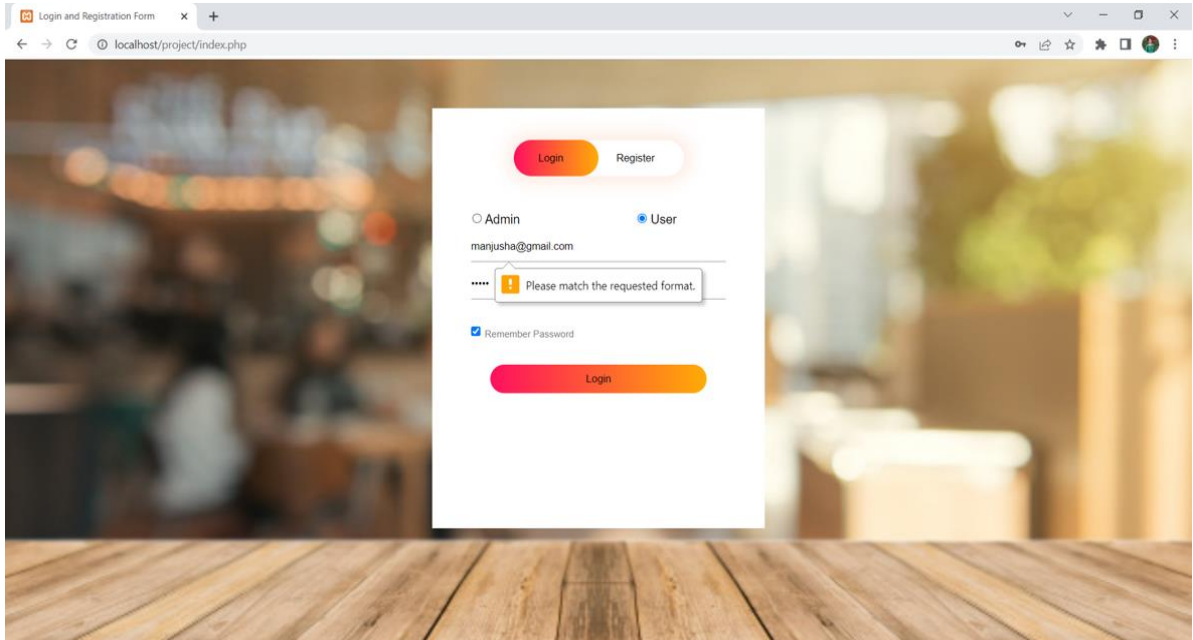 Login and Registration Form
localhost/project/index.php
Login Register
Admin User
manjusha@gmail.com
•••••
! Please match the requested format.
Remember Password
Login